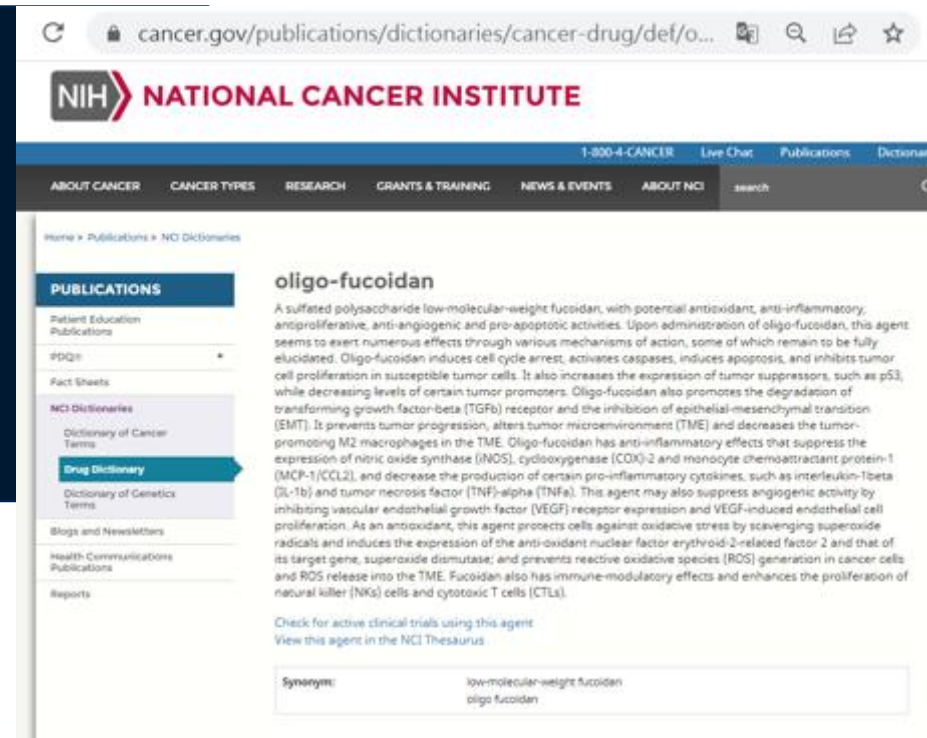 cancer.gov/publications/dictionaries/cancer-drug/def/o...
NIH NATIONAL CANCER INSTITUTE
1-800-4-CANCER Live Chat Publications Dictionar
ABOUT CANCER CANCER TYPES RESEARCH GRANTS & TRAINING NEWS & EVENTS ABOUT NCI search
Home > Publications > NCI Dictionaries
PUBLICATIONS
Patient Education
Publications
PDQ®
Fact Sheets
NCI Dictionaries
Dictionary of Cancer
Terms
Drug Dictionary
Dictionary of Genetics
Terms
Blogs and Newsletters
Health Communications
Publications
Reports
oligo-fucoidan
A sulfated polysaccharide low-molecular-weight fucoidan, with potential antioxidant, anti-inflammatory,
antiproliferative, anti-angiogenic and pro-apoptotic activities. Upon administration of oligo-fucoidan, this agent
seems to exert numerous effects through various mechanisms of action, some of which remain to be fully
elucidated. Oligo-fucoidan induces cell cycle arrest, activates caspases, induces apoptosis, and inhibits tumor
cell proliferation in susceptible tumor cells. It also increases the expression of tumor suppressors, such as p53,
while decreasing levels of certain tumor promoters. Oligo-fucoidan also promotes the degradation of
transforming growth factor-beta (TGFb) receptor and the inhibition of epithelial-mesenchymal transition
(EMT). It prevents tumor progression, alters tumor microenvironment (TME) and decreases the tumor-
promoting M2 macrophages in the TME. Oligo-fucoidan has anti-inflammatory effects that suppress the
expression of nitric oxide synthase (iNOS), cyclooxygenase (COX)-2 and monocyte chemoattractant protein-1
(MCP-1/CCL2), and decrease the production of certain pro-inflammatory cytokines, such as interleukin-1beta
(IL-1b) and tumor necrosis factor (TNF)-alpha (TNFa). This agent may also suppress angiogenic activity by
inhibiting vascular endothelial growth factor (VEGF) receptor expression and VEGF-induced endothelial cell
proliferation. As an antioxidant, this agent protects cells against oxidative stress by scavenging superoxide
radicals and induces the expression of the anti-oxidant nuclear factor erythroid-2-related factor 2 and that of
its target gene, superoxide dismutase; and prevents reactive oxidative species (ROS) generation in cancer cells
and ROS release into the TME. Fucoidan also has immune-modulatory effects and enhances the proliferation of
natural killer (NKs) cells and cytotoxic T cells (CTLs).
Check for active clinical trials using this agent
View this agent in the NCI Thesaurus
Synonym: low-molecular-weight fucoidan
oligo fucoidan